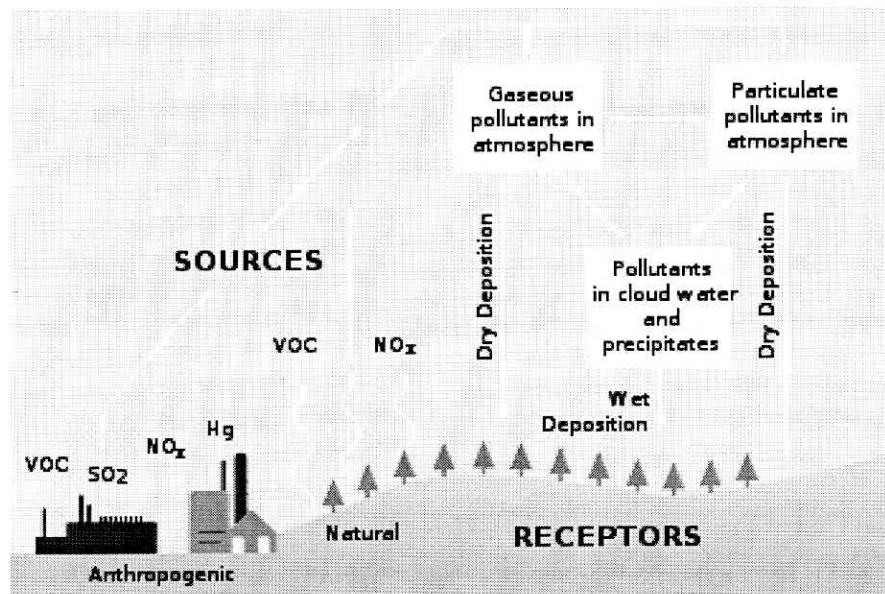 Gaseous
pollutants in
atmosphere
Particulate
pollutants in
atmosphere
SOURCES
Dry Deposition
Pollutants
in cloud water
and
precipitates
Dry Deposition
VOC
NOx
Wet
Deposition
VOC
SO2
NOx
Hg
Natural
RECEPTORS
Anthropogenic